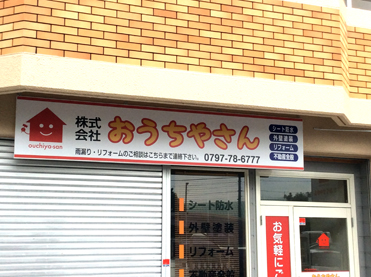 株式
会社
おうちやさん
シート防水
外壁塗装
リフォーム
不動産全般
ouchiya-san
雨漏り・リフォームのご相談はこちらまで連絡下さい。 0797-78-6777
シート防水
外壁塗装
リフォーム
お気軽にご